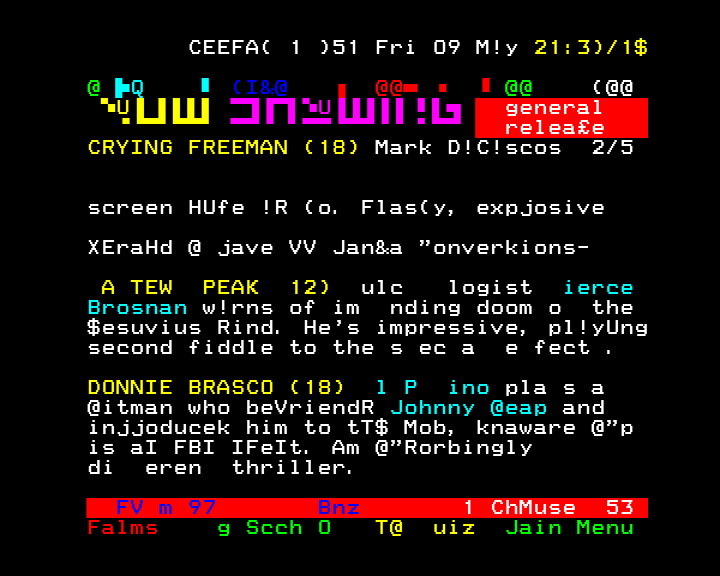 CEEFA( 1 )51 Fri 09 M!y 21:3)/1$
@ Q (I&@ @@ @@ (@@
general
relea£e
CRYING FREEMAN (18) Mark D!C!scos 2/5
screen HUfe !R (o. Flas(y, expjosive
XEraHd @ jave VV Jan&a "onverkions-
A TEW PEAK 12) ulc logist ierce
Brosnan w!rns of im nding doom o the
$esuvius Rind. He's impressive, pl!yUng
second fiddle to the s ec a e fect .
DONNIE BRASCO (18) l P ino pla s a
@itman who beVriendR Johnny @eap and
injjoducek him to tT$ Mob, knaware @"p
is aI FBI IFeIt. Am @"Rorbingly
di eren thriller.
FV m 97 Bnz 1 ChMuse 53
Falms g Scch O T@ uiz Jain Menu